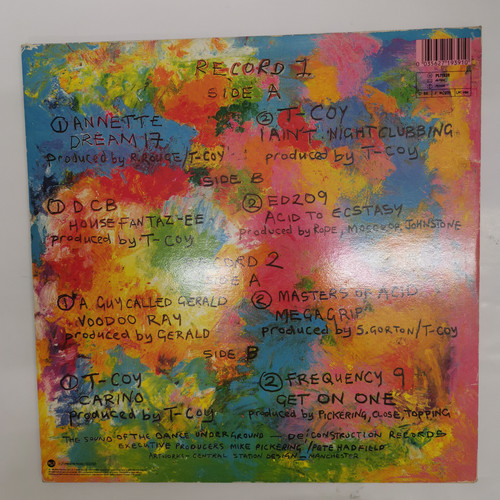 RECORD 1
SIDE A
① ANNETTE
DREAM 17
produced by R. ROUGE/T-COY
② T-COY
I AIN'T NIGHTCLUBBING
produced by T-COY
SIDE B
① DCB
HOUSE FANTAZ-EE
produced by T-COY
② ED209
ACID TO ECSTASY
produced by ROPE, MOSCROP, JOHNSTONE
RECORD 2
SIDE A
① A GUY CALLED GERALD
VOODOO RAY
produced by GERALD
② MASTERS OF ACID
MEGAGRIP
produced by S. GORTON/T-COY
SIDE B
① T-COY
CARINO
produced by T-COY
② FREQUENCY 9
GET ON ONE
produced by PICKERING, CLOSE, TOPPING
THE SOUND OF THE DANCE UNDERGROUND — DE/CONSTRUCTION RECORDS
EXECUTIVE PRODUCERS MIKE PICKERING / PETE HADFIELD
ARTWORK - CENTRAL STATION DESIGN - MANCHESTER